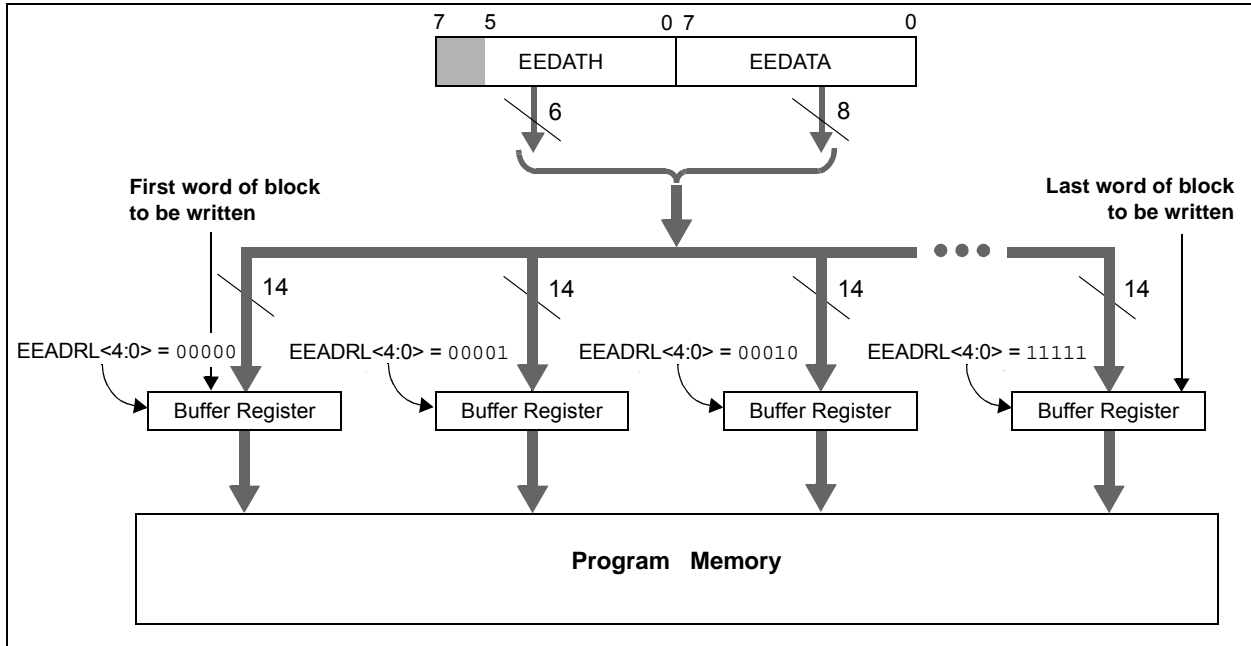 7 5 0 7 0
EEDATH EEDATA
6 8
First word of block
to be written
Last word of block
to be written
14 14 14 14
EEADRL<4:0> = 00000 EEADRL<4:0> = 00001 EEADRL<4:0> = 00010 EEADRL<4:0> = 11111
Buffer Register Buffer Register Buffer Register Buffer Register
Program Memory